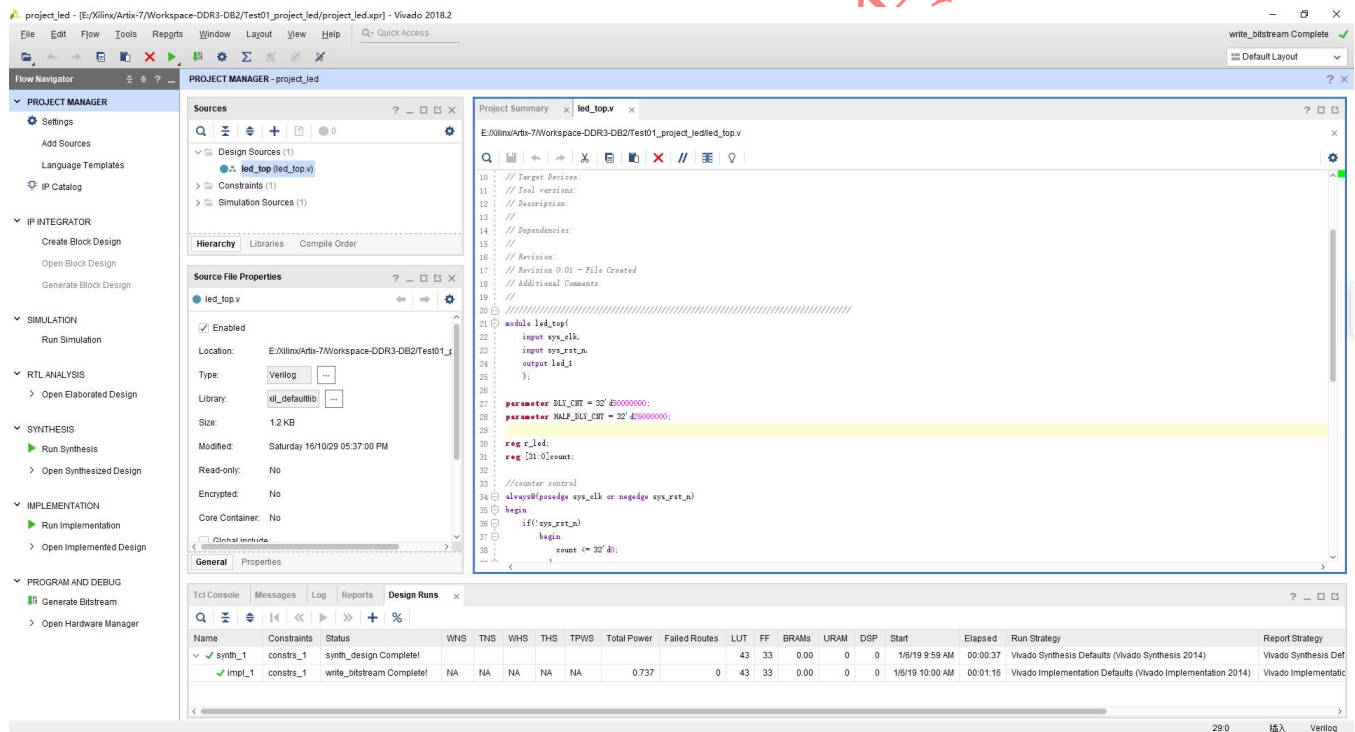 project_led - [E:/Xilinx/Artix-7/Workspace-DDR3-DB2/Test01_project_led/project_led.xpr] - Vivado 2018.2
File Edit Flow Tools Reports Window Layout View Help Q- Quick Access
write_bitstream Complete
Default Layout
Flow Navigator
PROJECT MANAGER - project_led
PROJECT MANAGER
Settings
Add Sources
Language Templates
IP Catalog
IP INTEGRATOR
Create Block Design
Open Block Design
Generate Block Design
SIMULATION
Run Simulation
RTL ANALYSIS
Open Elaborated Design
SYNTHESIS
Run Synthesis
Open Synthesized Design
IMPLEMENTATION
Run Implementation
Open Implemented Design
PROGRAM AND DEBUG
Generate Bitstream
Open Hardware Manager
Sources
0
Design Sources (1)
led_top (led_top.v)
Constraints (1)
Simulation Sources (1)
Hierarchy Libraries Compile Order
Source File Properties
led_top.v
Enabled
Location: E:/Xilinx/Artix-7/Workspace-DDR3-DB2/Test01_p
Type: Verilog
Library: xil_defaultlib
Size: 1.2 KB
Modified: Saturday 16/10/29 05:37:00 PM
Read-only: No
Encrypted: No
Core Container: No
Global include
General Properties
Project Summary led_top.v
E:/Xilinx/Artix-7/Workspace-DDR3-DB2/Test01_project_led/led_top.v
10 // Target Devices:
11 // Tool versions:
12 // Description:
13 //
14 // Dependencies:
15 //
16 // Revision:
17 // Revision 0.01 - File Created
18 // Additional Comments:
19 //
20 //////////////////////////////////////////////////////////////////////////////////
21 module led_top(
22 input sys_clk,
23 input sys_rst_n,
24 output led_1
25 );
26
27 parameter DLY_CNT = 32'd50000000;
28 parameter HALF_DLY_CNT = 32'd25000000;
29
30 reg r_led;
31 reg [31:0]count;
32
33 //counter control
34 always@(posedge sys_clk or negedge sys_rst_n)
35 begin
36 if(!sys_rst_n)
37 begin
38 count <= 32'd0;
Tcl Console Messages Log Reports Design Runs
Name Constraints Status WNS TNS WHS THS TPWS Total Power Failed Routes LUT FF BRAMs URAM DSP Start Elapsed Run Strategy Report Strategy
synth_1 constrs_1 synth_design Complete! 43 33 0.00 0 0 1/6/19 9:59 AM 00:00:37 Vivado Synthesis Defaults (Vivado Synthesis 2014) Vivado Synthesis Def
impl_1 constrs_1 write_bitstream Complete! NA NA NA NA NA 0.737 0 43 33 0.00 0 0 1/6/19 10:00 AM 00:01:16 Vivado Implementation Defaults (Vivado Implementation 2014) Vivado Implementatic
29:0 插入 Verilog